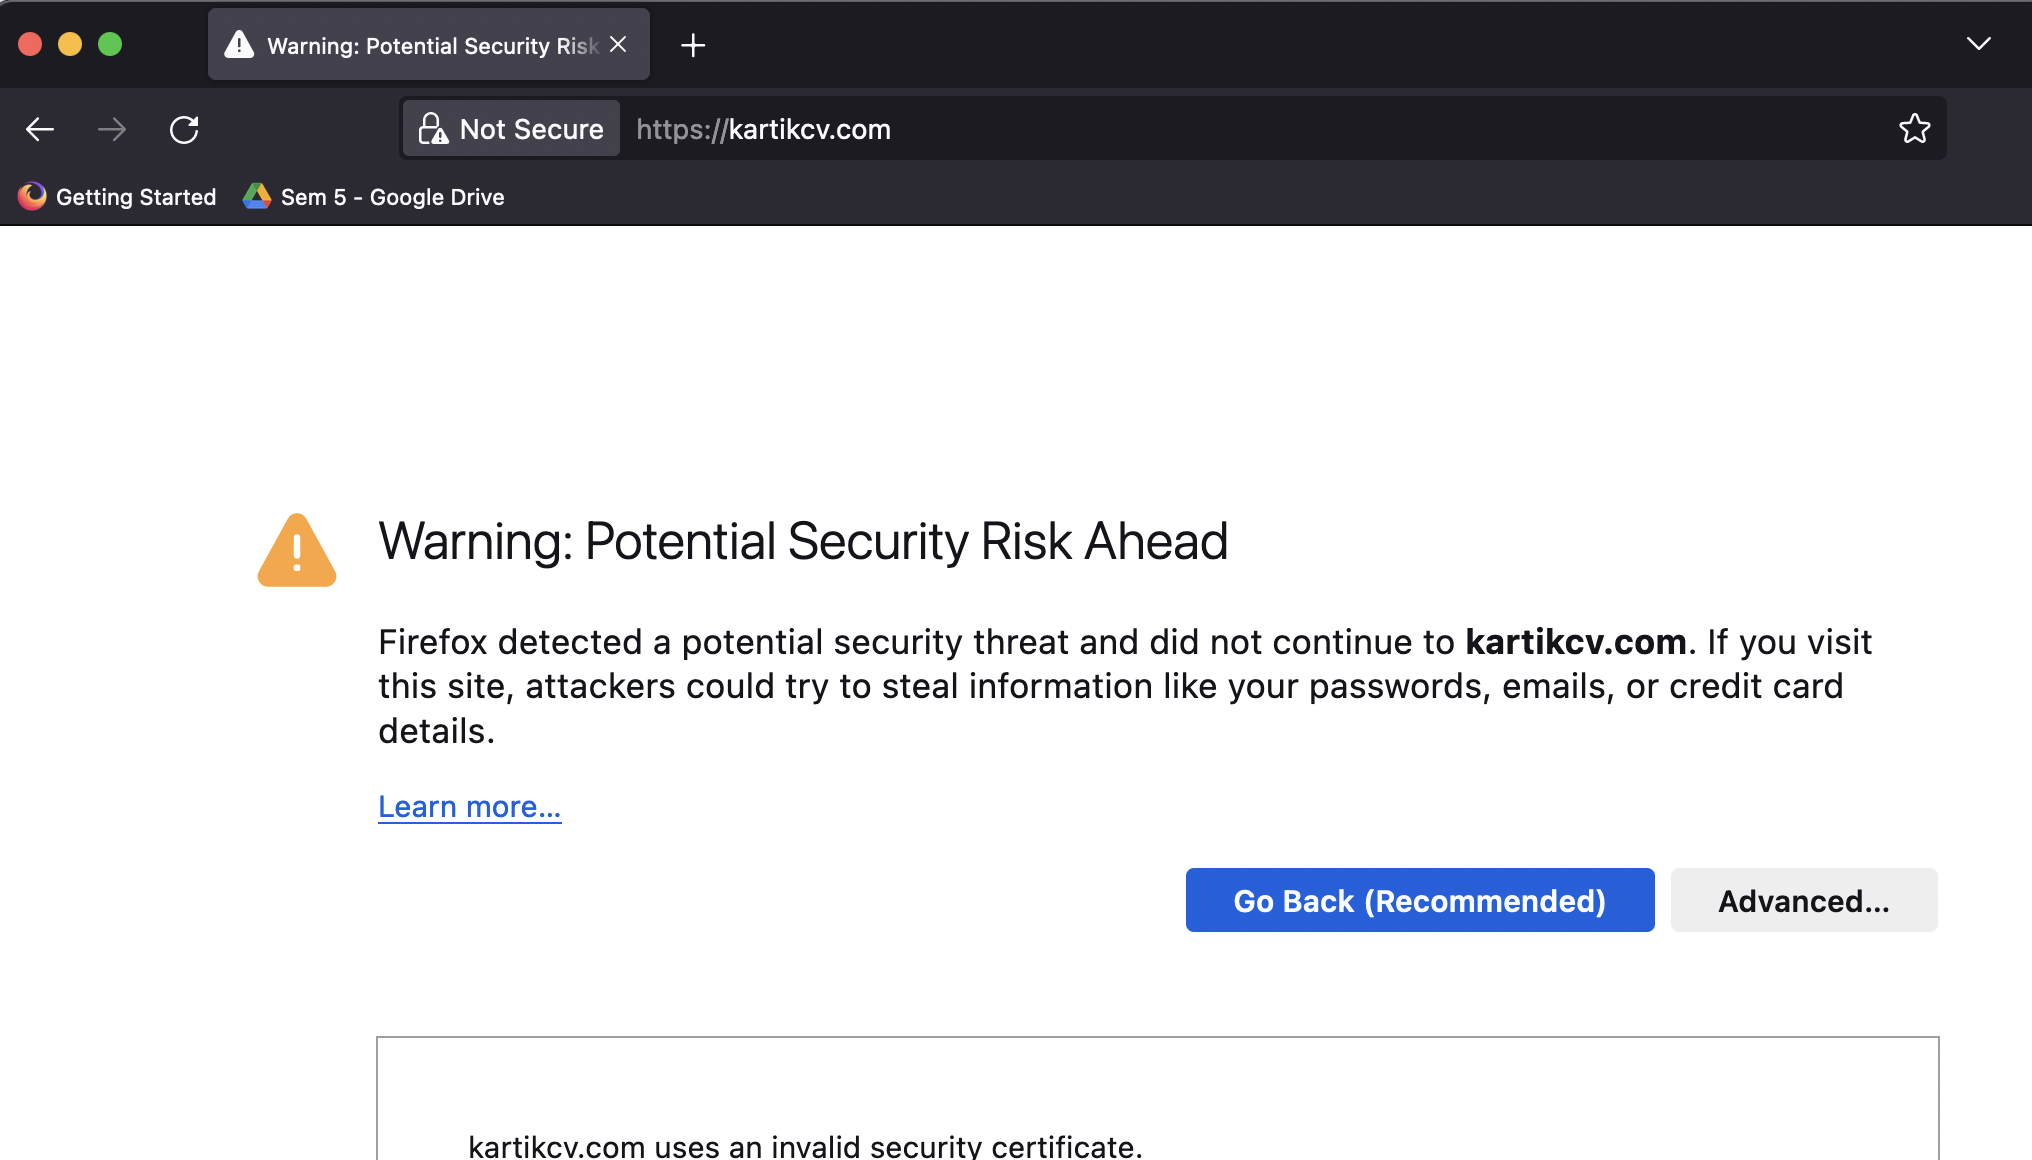 Warning: Potential Security Risk
Not Secure https://kartikcv.com
Getting Started Sem 5 - Google Drive
Warning: Potential Security Risk Ahead
Firefox detected a potential security threat and did not continue to kartikcv.com. If you visit
this site, attackers could try to steal information like your passwords, emails, or credit card
details.
Learn more...
Go Back (Recommended) Advanced...
kartikcv.com uses an invalid security certificate.